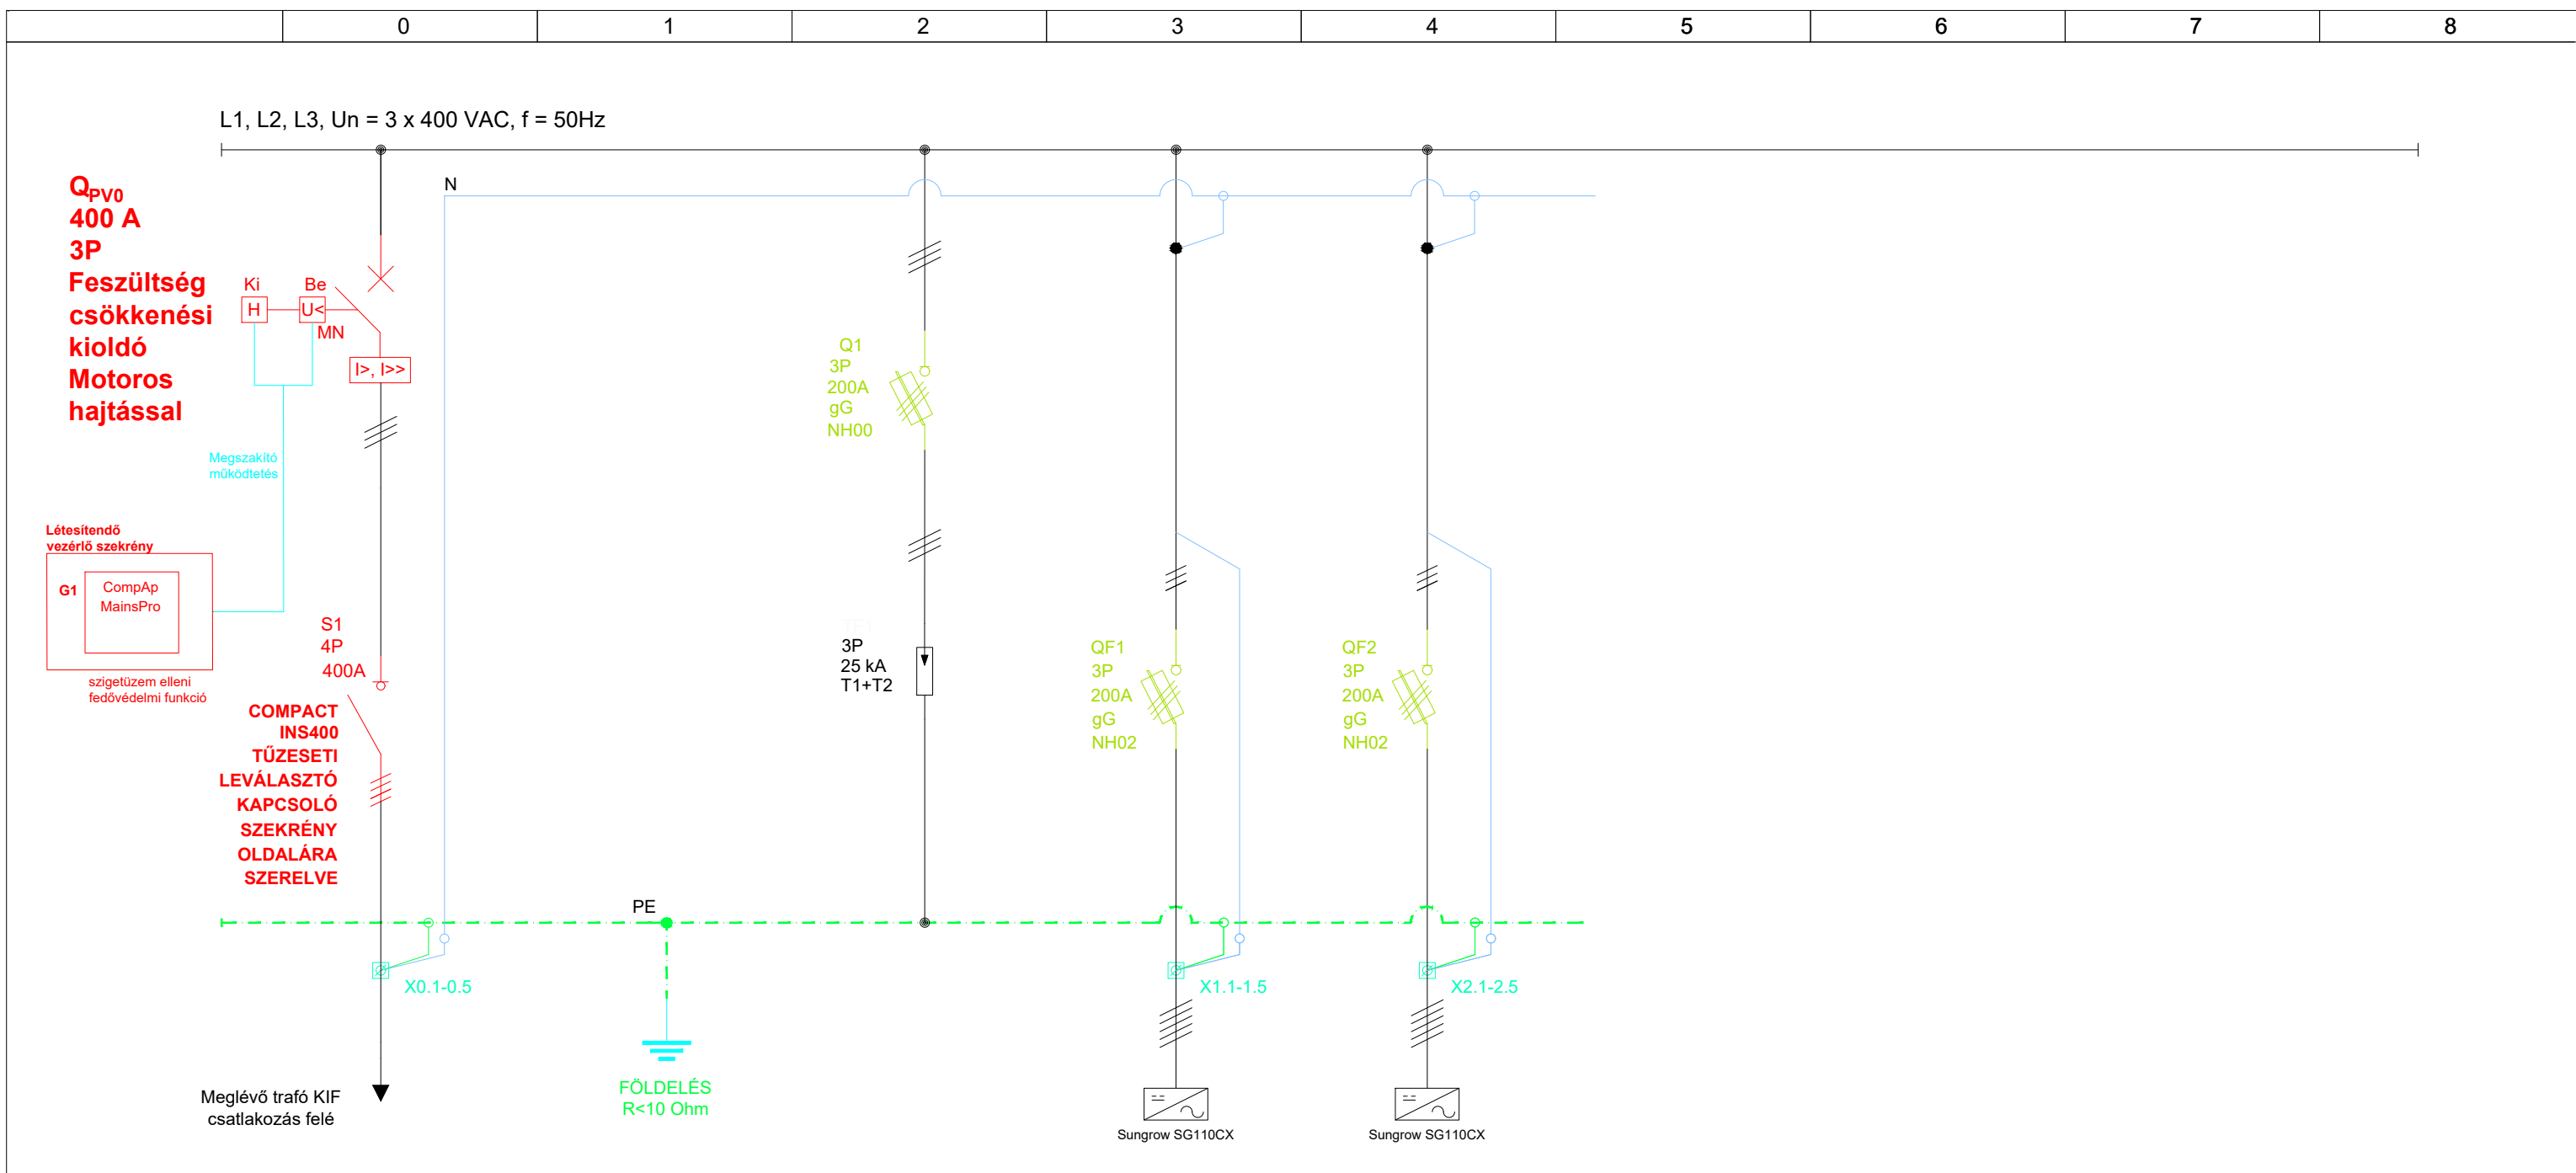 0 1 2 3 4 5 6 7 8
L1, L2, L3, Un = 3 x 400 VAC, f = 50Hz
QPV0
400 A
3P
Feszültség
csökkenési
kioldó
Motoros
hajtással
N
Ki
Be
H
U<
MN
I>, I>>
Megszakító
működtetés
Létesítendő
vezérlő szekrény
G1
CompAp
MainsPro
szigetüzem elleni
fedővédelmi funkció
S1
4P
400A
COMPACT
INS400
TŰZESETI
LEVÁLASZTÓ
KAPCSOLÓ
SZEKRÉNY
OLDALÁRA
SZERELVE
X0.1-0.5
Meglévő trafó KIF
csatlakozás felé
PE
FÖLDELÉS
R<10 Ohm
Q1
3P
200A
gG
NH00
3P
25 kA
T1+T2
QF1
3P
200A
gG
NH02
X1.1-1.5
Sungrow SG110CX
QF2
3P
200A
gG
NH02
X2.1-2.5
Sungrow SG110CX